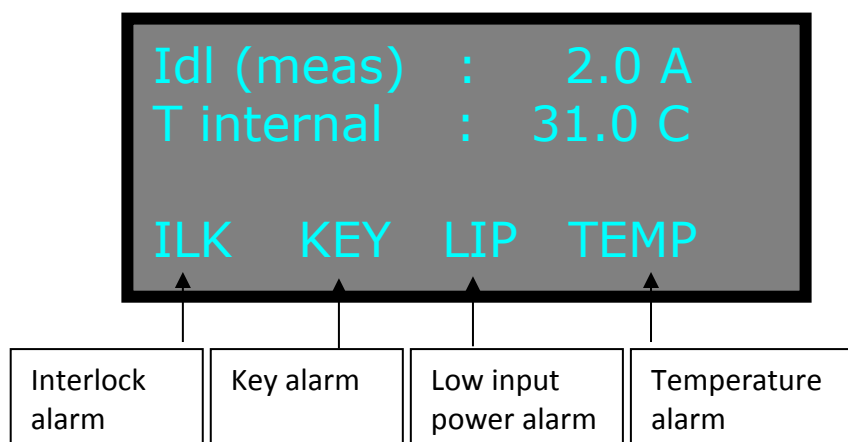 Idl (meas) : 2.0 A
T internal : 31.0 C
ILK KEY LIP TEMP
Interlock alarm
Key alarm
Low input power alarm
Temperature alarm